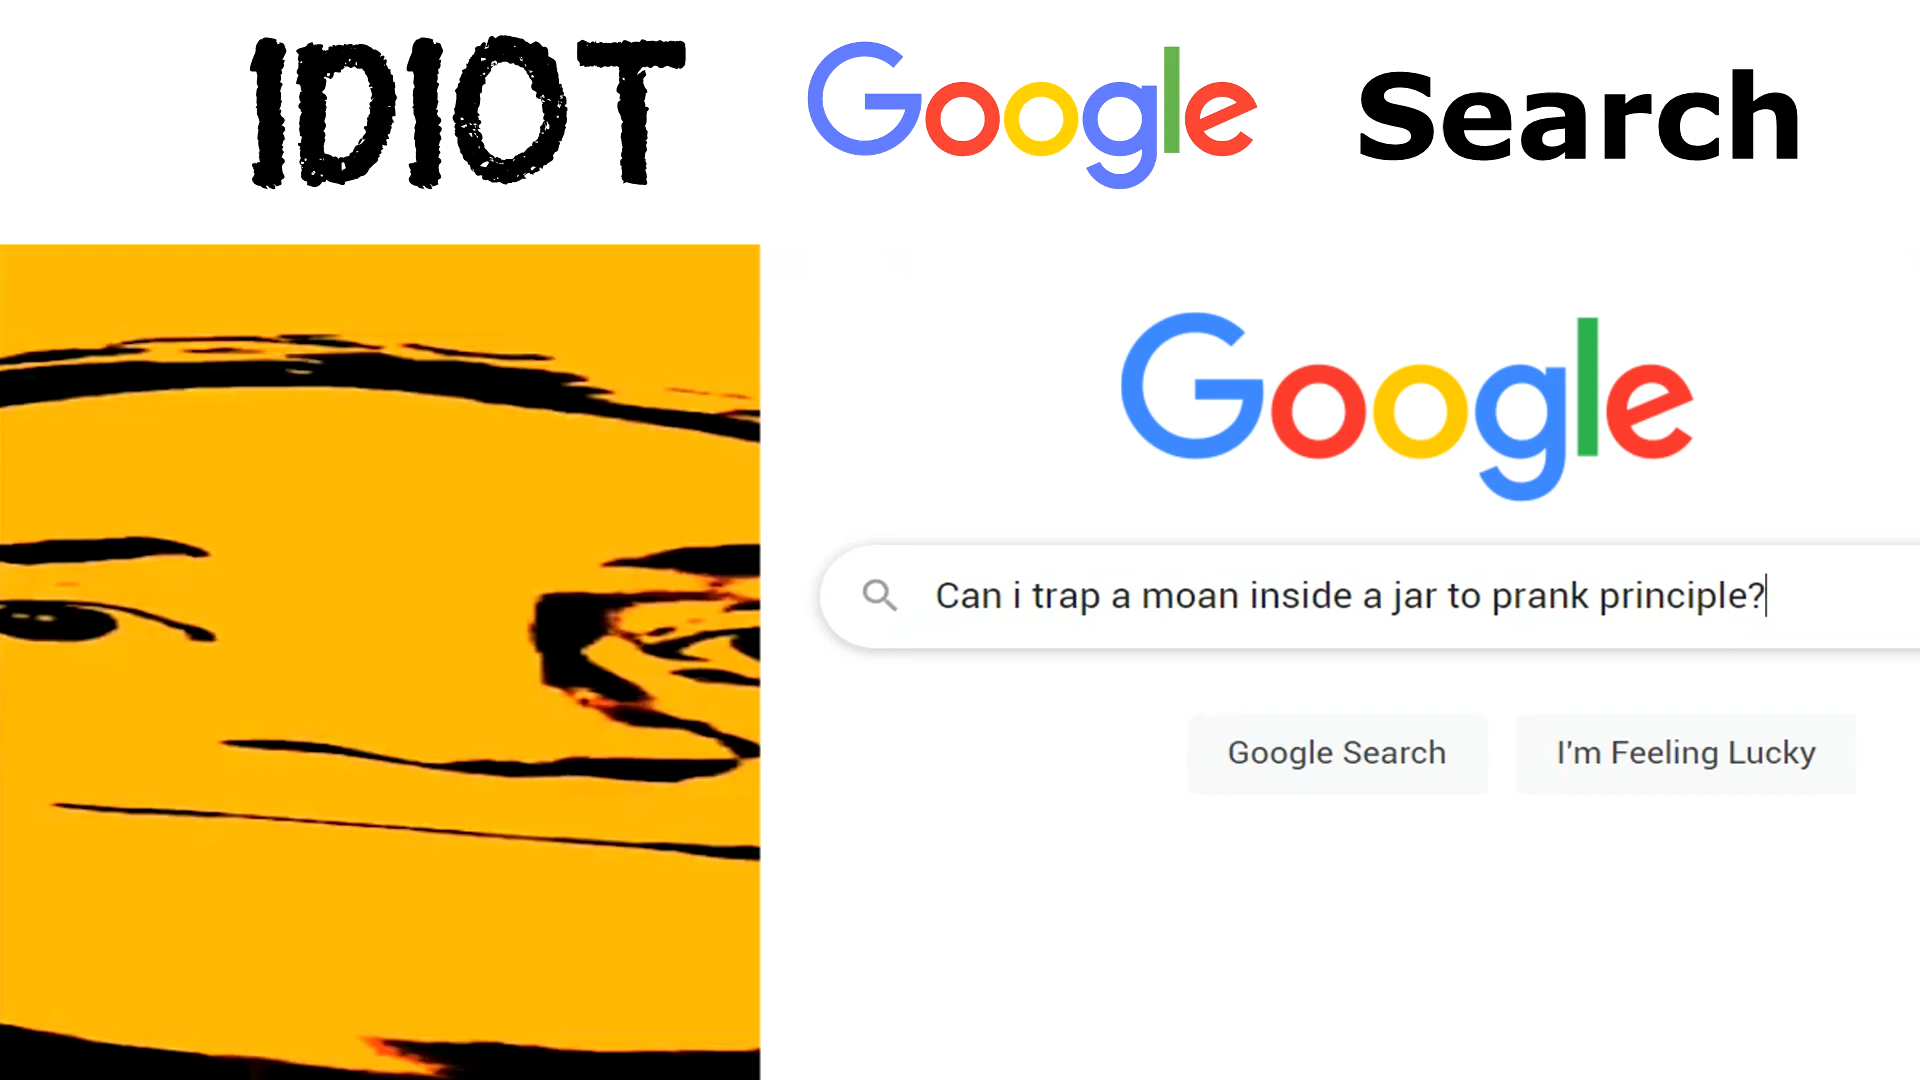 IDIOT Google Search
Google
Can i trap a moan inside a jar to prank principle?
Google Search I'm Feeling Lucky